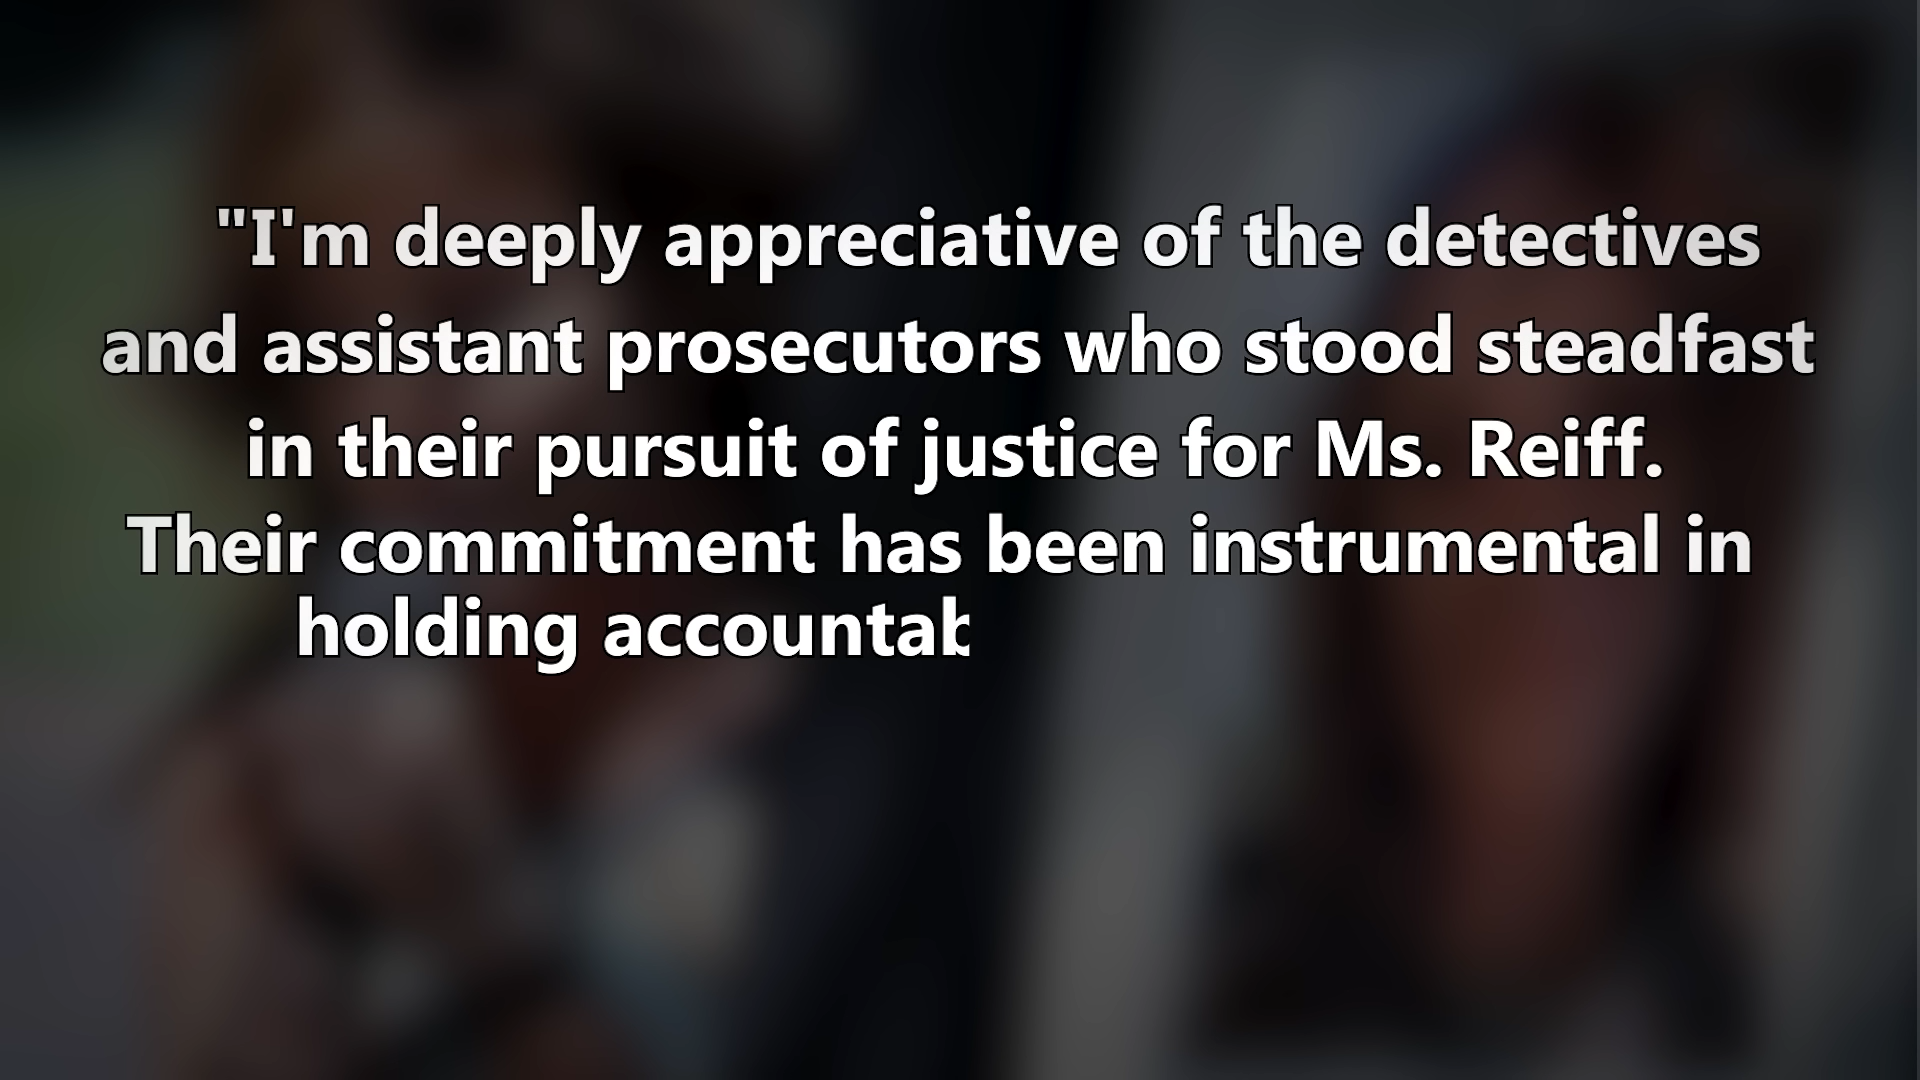 "I'm deeply appreciative of the detectives
and assistant prosecutors who stood steadfast
in their pursuit of justice for Ms. Reiff.
Their commitment has been instrumental in
holding